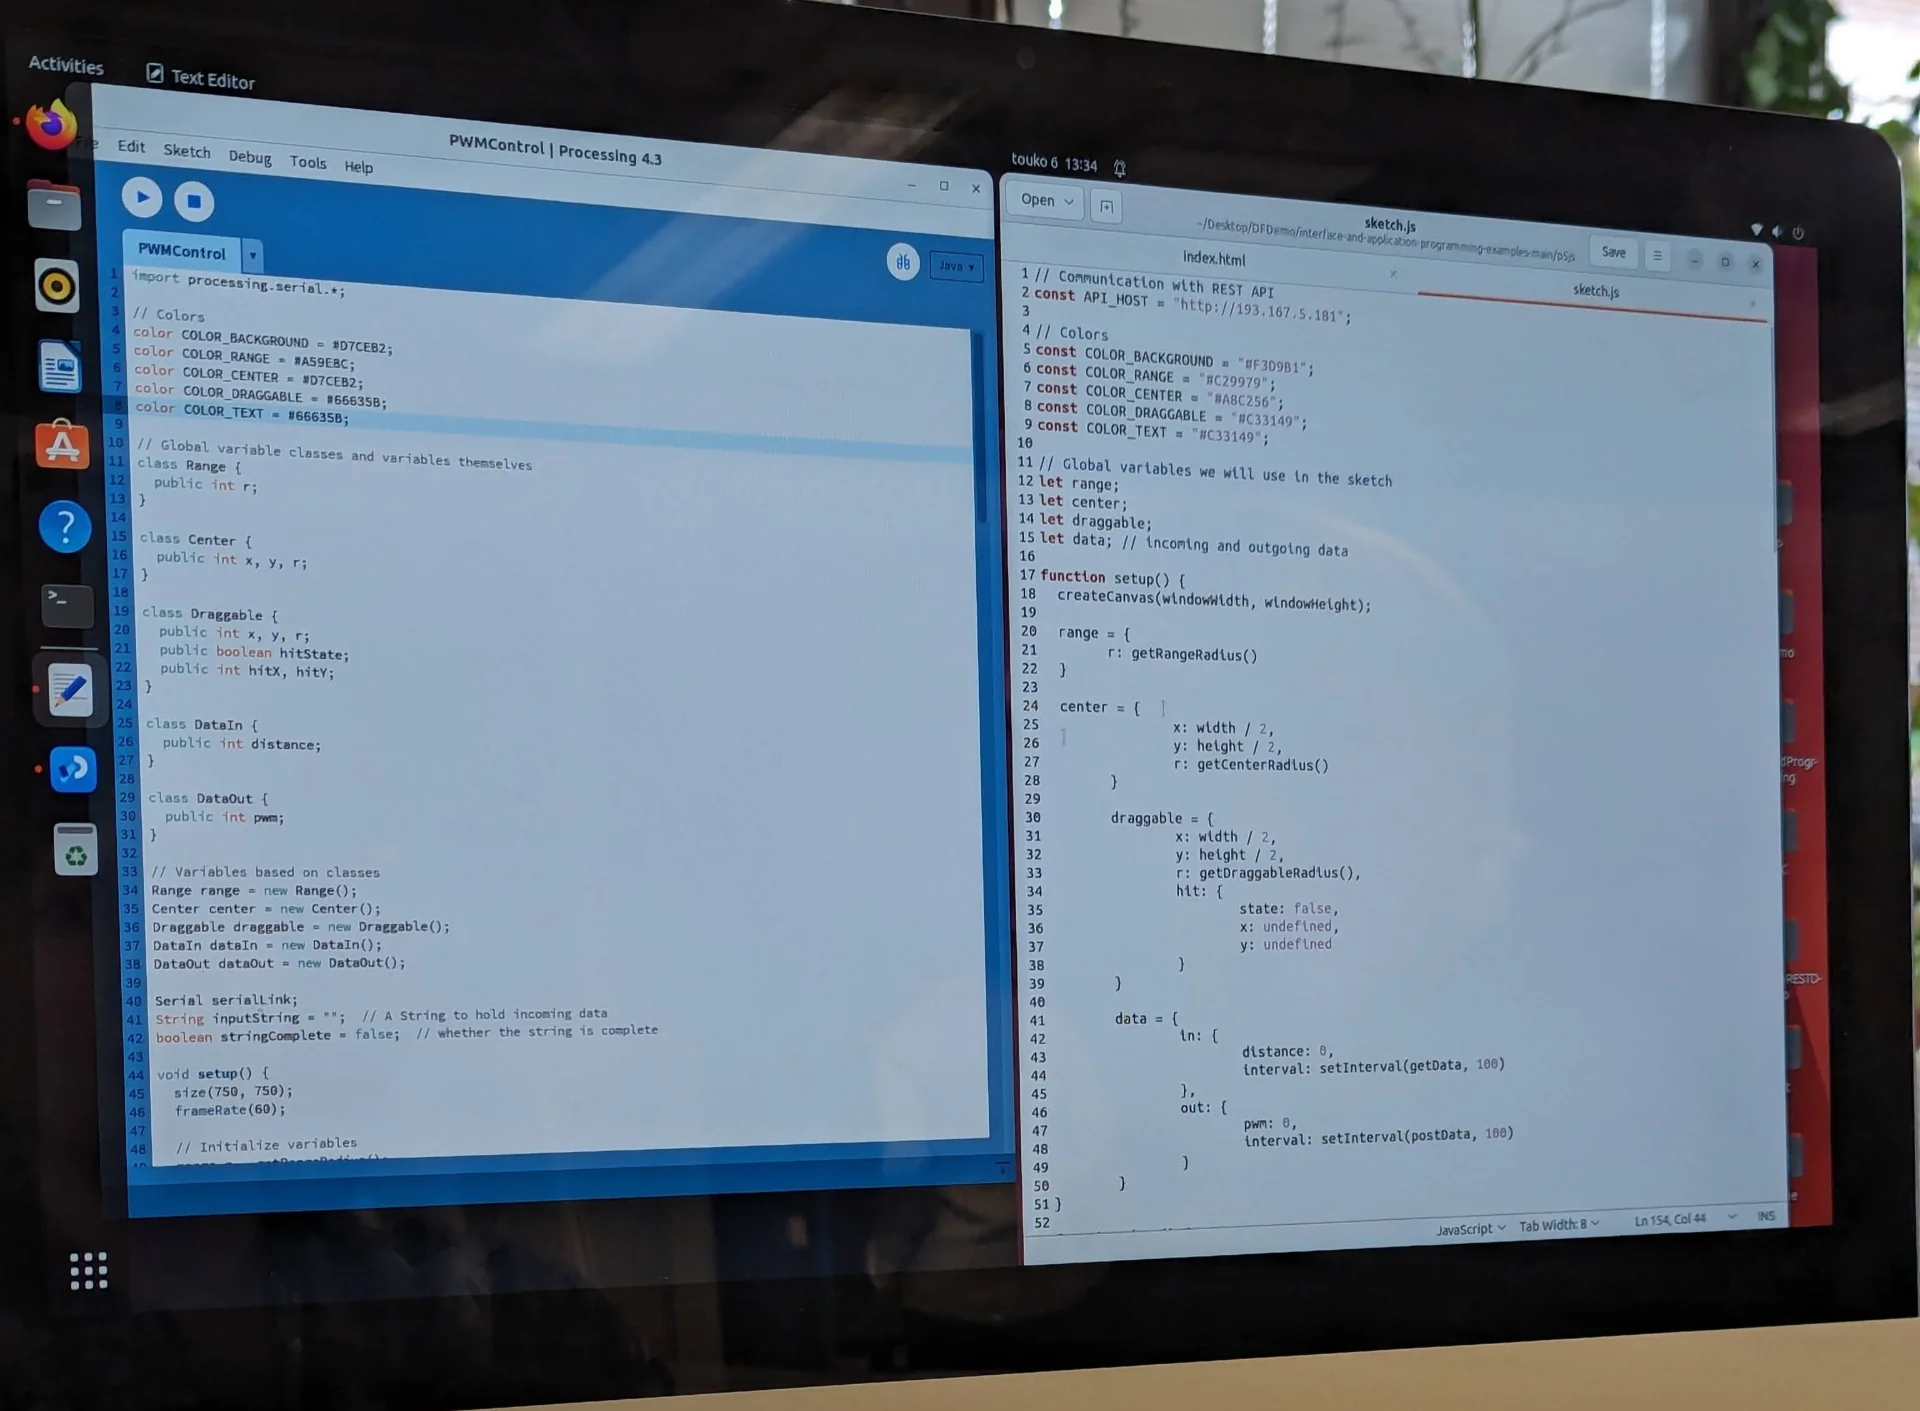 Activities
Text Editor
PWMControl | Processing 4.3
Edit Sketch Debug Tools Help
Java
PWMControl
1 import processing.serial.*;
2
3 // Colors
4 color COLOR_BACKGROUND = #D7CEB2;
5 color COLOR_RANGE = #A59EBC;
6 color COLOR_CENTER = #D7CEB2;
7 color COLOR_DRAGGABLE = #66635B;
8 color COLOR_TEXT = #66635B;
9
10 // Global variable classes and variables themselves
11 class Range {
12 public int r;
13 }
14
15 class Center {
16 public int x, y, r;
17 }
18
19 class Draggable {
20 public int x, y, r;
21 public boolean hitState;
22 public int hitX, hitY;
23 }
24
25 class DataIn {
26 public int distance;
27 }
28
29 class DataOut {
30 public int pwm;
31 }
32
33 // Variables based on classes
34 Range range = new Range();
35 Center center = new Center();
36 Draggable draggable = new Draggable();
37 DataIn dataIn = new DataIn();
38 DataOut dataOut = new DataOut();
39
40 Serial serialLink;
41 String inputString = ""; // A String to hold incoming data
42 boolean stringComplete = false; // whether the string is complete
43
44 void setup() {
45 size(750, 750);
46 frameRate(60);
47
48 // Initialize variables
touko 6 13:34
Open
sketch.js
~/Desktop/DFDemo/interface-and-application-programming-examples-main/p5js
Save
index.html
sketch.js
1 // Communication with REST API
2 const API_HOST = "http://193.167.5.181";
3
4 // Colors
5 const COLOR_BACKGROUND = "#F3D9B1";
6 const COLOR_RANGE = "#C29979";
7 const COLOR_CENTER = "#A8C256";
8 const COLOR_DRAGGABLE = "#C33149";
9 const COLOR_TEXT = "#C33149";
10
11 // Global variables we will use in the sketch
12 let range;
13 let center;
14 let draggable;
15 let data; // incoming and outgoing data
16
17 function setup() {
18 createCanvas(windowWidth, windowHeight);
19
20 range = {
21 r: getRangeRadius()
22 }
23
24 center = {
25 x: width / 2,
26 y: height / 2,
27 r: getCenterRadius()
28 }
29
30 draggable = {
31 x: width / 2,
32 y: height / 2,
33 r: getDraggableRadius(),
34 hit: {
35 state: false,
36 x: undefined,
37 y: undefined
38 }
39 }
40
41 data = {
42 in: {
43 distance: 0,
44 interval: setInterval(getData, 100)
45 },
46 out: {
47 pwm: 0,
48 interval: setInterval(postData, 100)
49 }
50 }
51 }
52
JavaScript Tab Width: 8 Ln 154, Col 44 INS